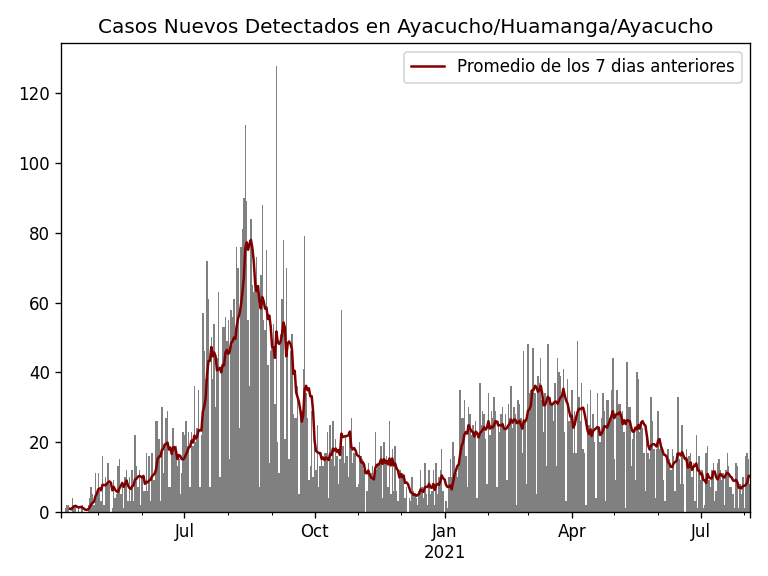 Casos Nuevos Detectados en Ayacucho/Huamanga/Ayacucho
Promedio de los 7 dias anteriores
120
100
80
60
40
20
0
Jul
Oct
Jan
2021
Apr
Jul